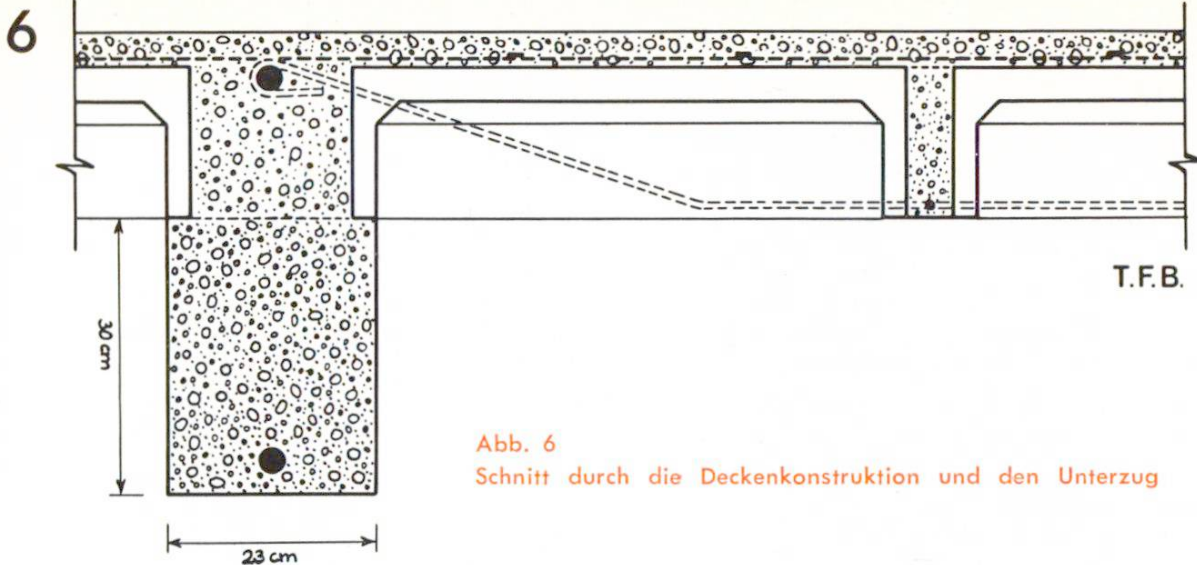 6
T.F.B.
30 cm
Abb. 6
Schnitt durch die Deckenkonstruktion und den Unterzug
23 cm